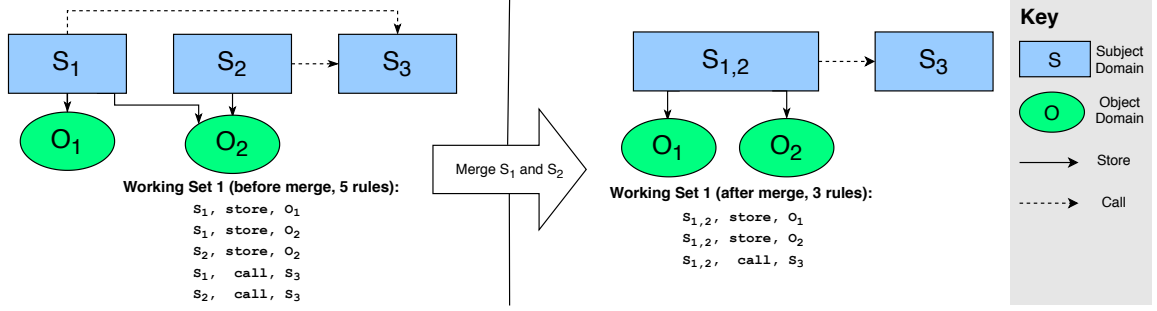 S1
S2
S3
O1
O2
Working Set 1 (before merge, 5 rules):
S1, store, O1
S1, store, O2
S2, store, O2
S1, call, S3
S2, call, S3
Merge S1 and S2
S1,2
S3
O1
O2
Working Set 1 (after merge, 3 rules):
S1,2, store, O1
S1,2, store, O2
S1,2, call, S3
Key
S
Subject
Domain
O
Object
Domain
Store
Call